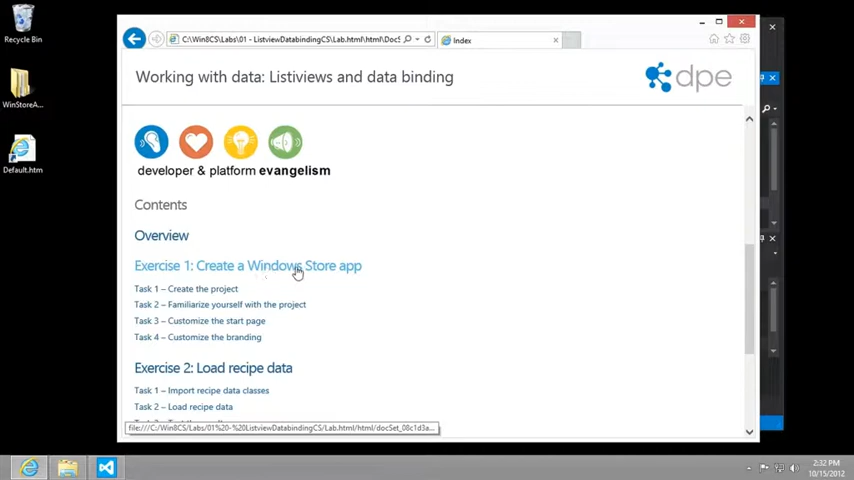 Recycle Bin
WinStoreA...
Default.htm
C:\Win8CS\Labs\01 - ListviewDatabindingCS\Lab.html\html\DocS
Index
Working with data: Listviews and data binding
dpe
developer & platform evangelism
Contents
Overview
Exercise 1: Create a Windows Store app
Task 1 – Create the project
Task 2 – Familiarize yourself with the project
Task 3 – Customize the start page
Task 4 – Customize the branding
Exercise 2: Load recipe data
Task 1 – Import recipe data classes
Task 2 – Load recipe data
file:///C:/Win8CS/Labs/01%20-%20ListviewDatabindingCS/Lab.html/html/docSet_08c1d3a...
2:32 PM
10/15/2012